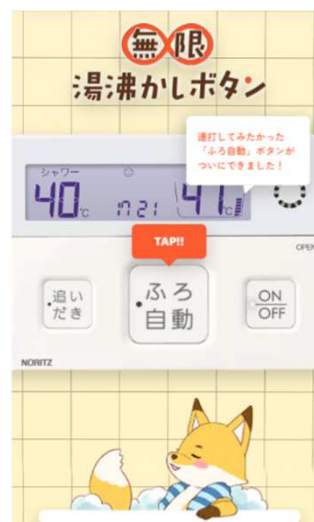 無限
湯沸かしボタン
連打してみたかった
「ふろ自動」ボタンが
ついにできました！
シャワー
40℃
17 21
41℃
TAP!!
OPEN
追い
だき
ふろ
自動
ON
OFF
NORITZ